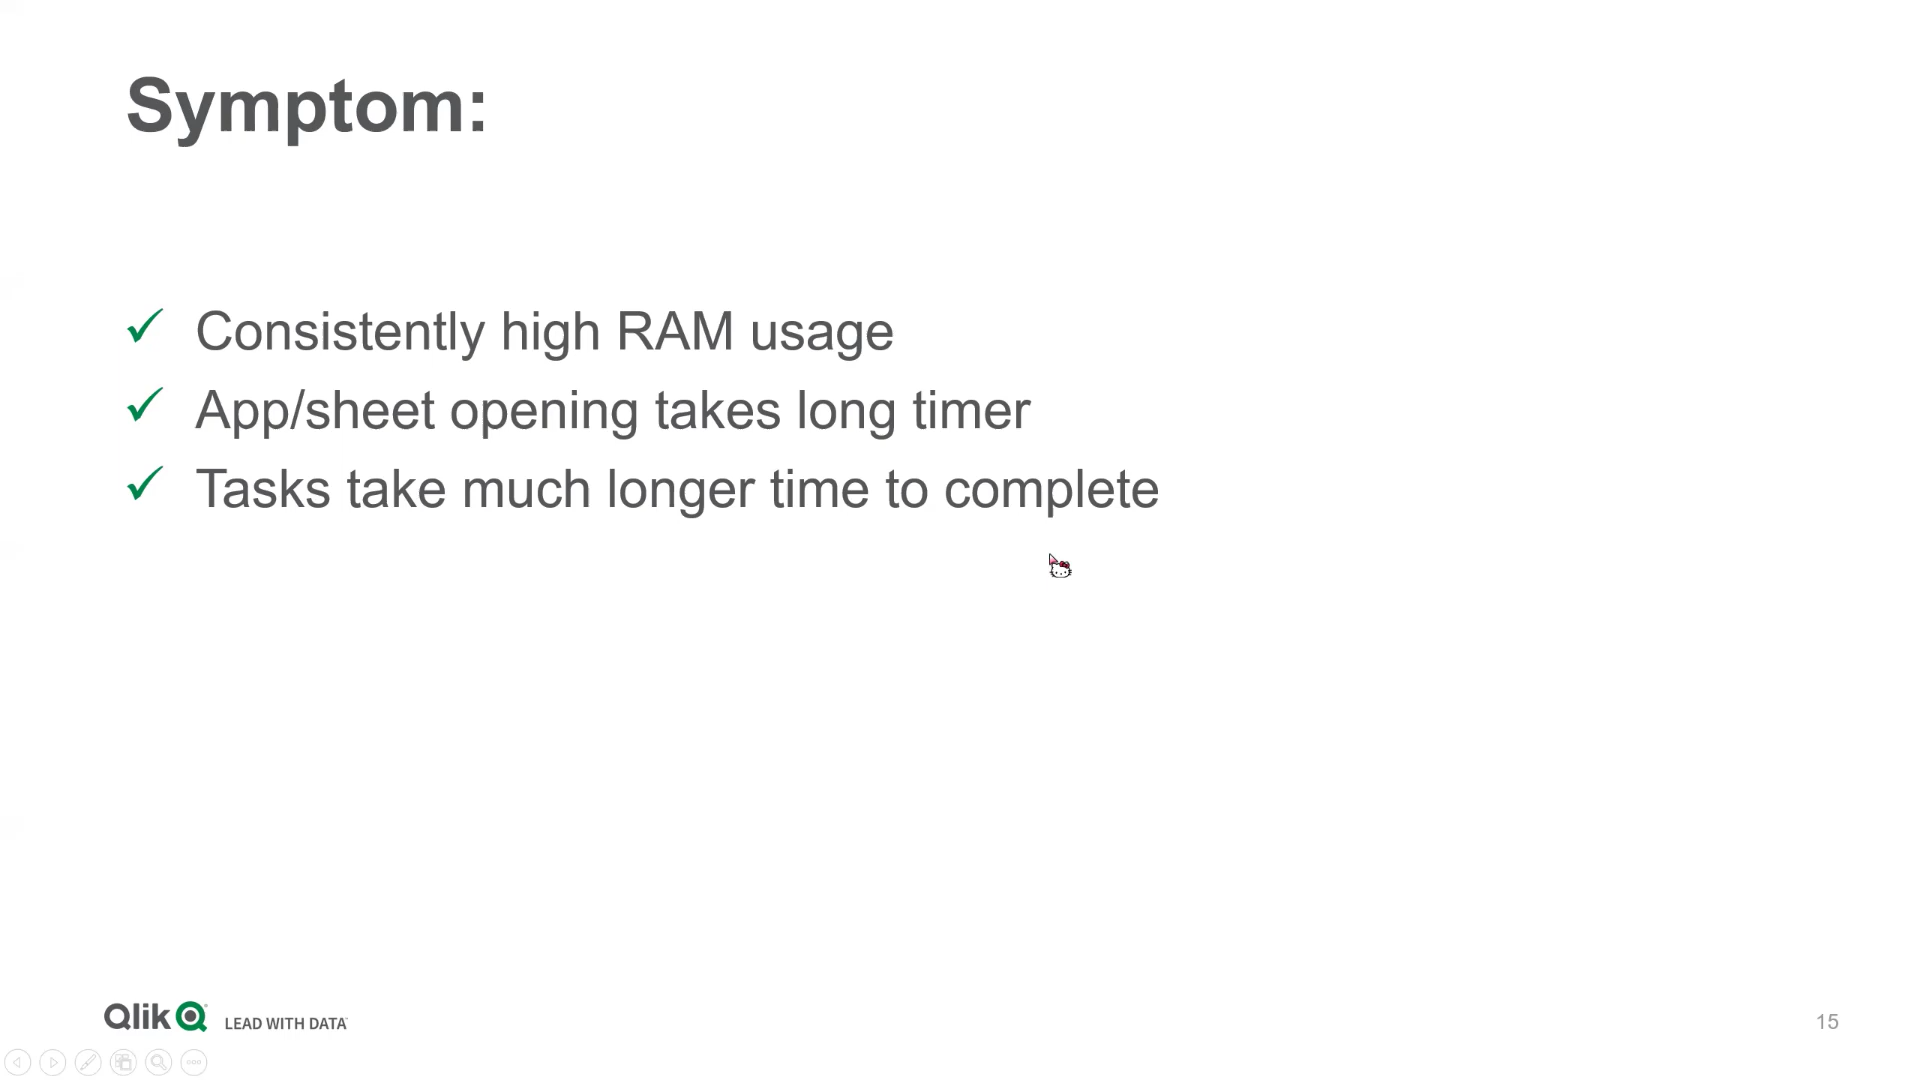 Symptom:
✓ Consistently high RAM usage
✓ App/sheet opening takes long timer
✓ Tasks take much longer time to complete
Qlik LEAD WITH DATA
15